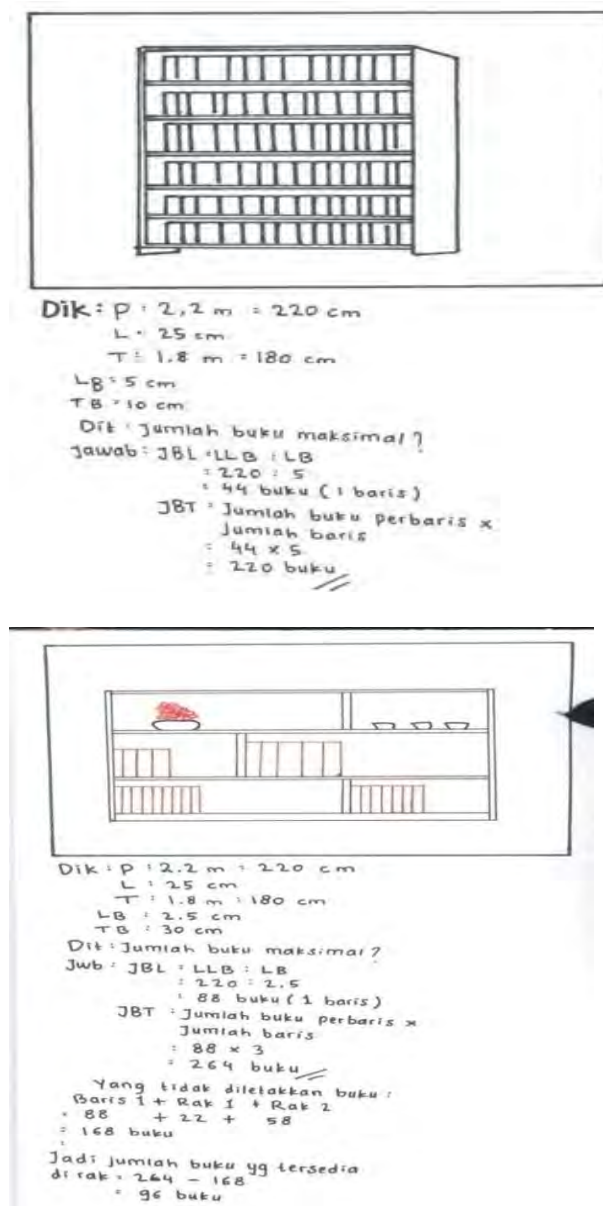 Dik : P : 2,2 m = 220 cm
L : 25 cm
T : 1.8 m = 180 cm
LB : 5 cm
TB : 10 cm
Dit : Jumlah buku maksimal ?
Jawab : JBL : LLB : LB
= 220 : 5
= 44 buku ( 1 baris )
JBT = Jumlah buku perbaris x
Jumlah baris
= 44 x 5
= 220 buku
Dik : P : 2.2 m : 220 cm
L : 25 cm
T : 1.8 m : 180 cm
LB : 2.5 cm
TB : 30 cm
Dit : Jumlah buku maksimal ?
Jwb : JBL : LLB : LB
= 220 : 2.5
= 88 buku ( 1 baris )
JBT = Jumlah buku perbaris x
Jumlah baris
= 88 x 3
= 264 buku
Yang tidak diletakkan buku :
Baris 1 + Rak 1 + Rak 2
= 88 + 22 + 58
= 168 buku
Jadi jumlah buku yg tersedia
di rak = 264 - 168
= 96 buku